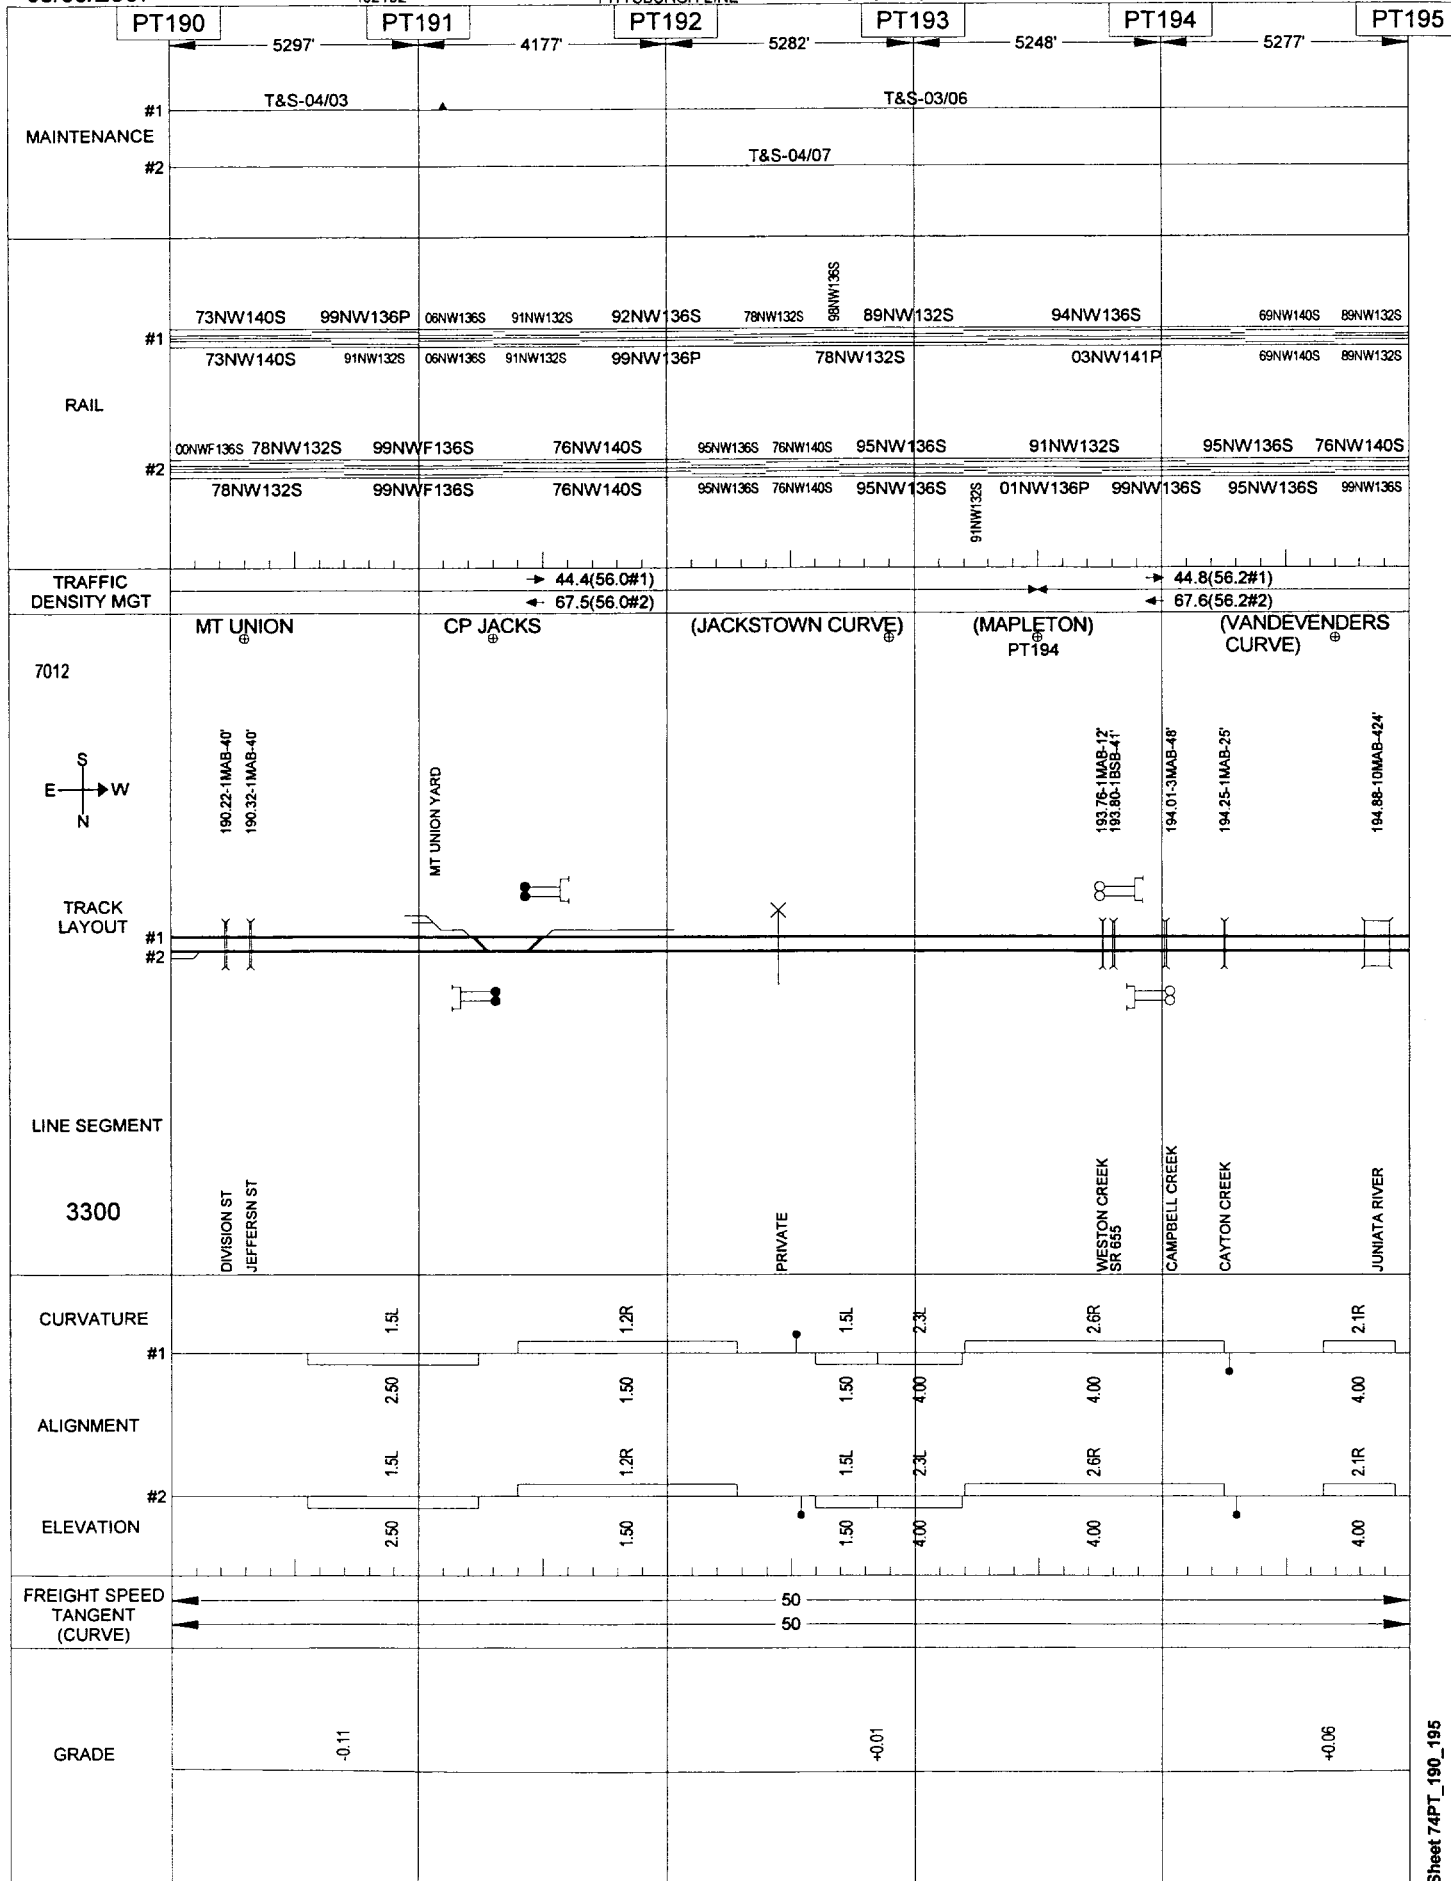 PITTSBURGH LINE
PT190 PT191 PT192 PT193 PT194 PT195
5297' 4177' 5282' 5248' 5277'
MAINTENANCE
#1 T&S-04/03 T&S-03/06
#2 T&S-04/07
RAIL
98NW136S
73NW140S 99NW136P 06NW136S 91NW132S 92NW136S 78NW132S 89NW132S 94NW136S 69NW140S 89NW132S
#1
73NW140S 91NW132S 06NW136S 91NW132S 99NW136P 78NW132S 03NW141P 69NW140S 89NW132S
00NWF136S 78NW132S 99NWF136S 76NW140S 95NW136S 76NW140S 95NW136S 91NW132S 95NW136S 76NW140S
#2
78NW132S 99NWF136S 76NW140S 95NW136S 76NW140S 95NW136S 01NW136P 99NW136S 95NW136S 99NW136S
91NW132S
TRAFFIC
DENSITY MGT
44.4(56.0#1) 44.8(56.2#1)
67.5(56.0#2) 67.6(56.2#2)
MT UNION CP JACKS (JACKSTOWN CURVE) (MAPLETON) (VANDEVENDERS
CURVE)
PT194
7012
S
E W
N
190.22-1MAB-40'
190.32-1MAB-40'
MT UNION YARD
193.76-1MAB-12'
193.80-1BSB-41'
194.01-3MAB-48'
194.25-1MAB-25'
194.88-10MAB-424'
TRACK
LAYOUT
#1
#2
LINE SEGMENT
3300
DIVISION ST
JEFFERSN ST
PRIVATE
WESTON CREEK
SR 655
CAMPBELL CREEK
CAYTON CREEK
JUNIATA RIVER
CURVATURE
1.5L 1.2R 1.5L 2.3L 2.6R 2.1R
#1
2.50 1.50 1.50 4.00 4.00 4.00
ALIGNMENT
1.5L 1.2R 1.5L 2.3L 2.6R 2.1R
#2
ELEVATION
2.50 1.50 1.50 4.00 4.00 4.00
FREIGHT SPEED
TANGENT
(CURVE)
50
50
GRADE
-0.11 +0.01 +0.06
Sheet 74PT_190_195